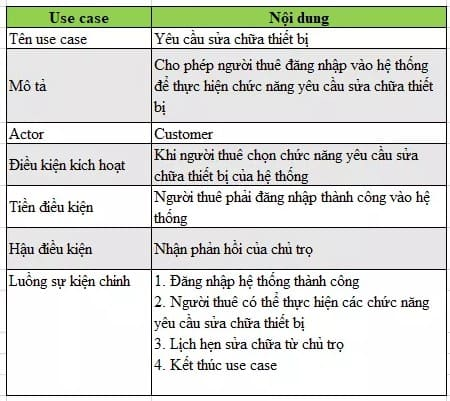 Use case Nội dung
Tên use case Yêu cầu sửa chữa thiết bị
Mô tả
Cho phép người thuê đăng nhập vào hệ thống
để thực hiện chức năng yêu cầu sửa chữa thiết
bị
Actor Customer
Điều kiện kích hoạt
Khi người thuê chọn chức năng yêu cầu sửa
chữa thiết bị của hệ thống
Tiền điều kiện
Người thuê phải đăng nhập thành công vào hệ
thống
Hậu điều kiện Nhận phản hồi của chủ trọ
Luồng sự kiện chính
1. Đăng nhập hệ thống thành công
2. Người thuê có thể thực hiện các chức năng
yêu cầu sửa chữa thiết bị
3. Lịch hẹn sửa chữa từ chủ trọ
4. Kết thúc use case